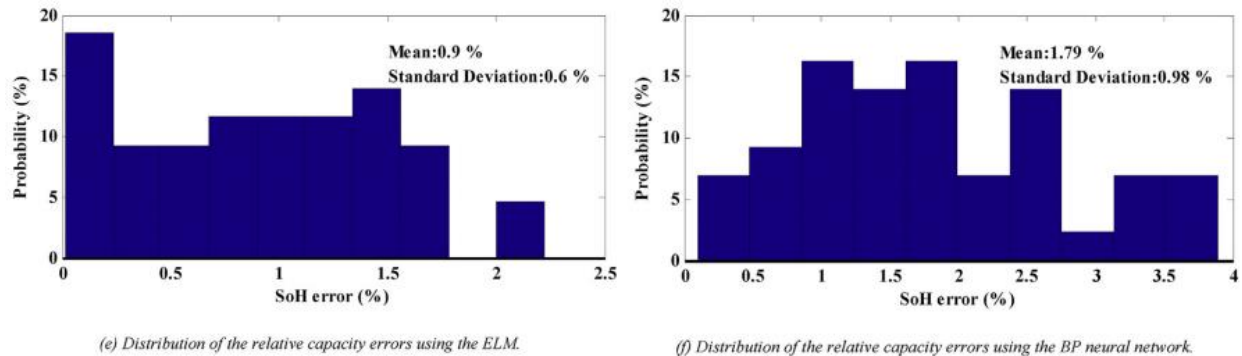 20
15
10
5
0
Probability (%)
Mean:0.9 %
Standard Deviation:0.6 %
0 0.5 1 1.5 2 2.5
SoH error (%)
(e) Distribution of the relative capacity errors using the ELM.
20
15
10
5
0
Probability (%)
Mean:1.79 %
Standard Deviation:0.98 %
0 0.5 1 1.5 2 2.5 3 3.5 4
SoH error (%)
(f) Distribution of the relative capacity errors using the BP neural network.